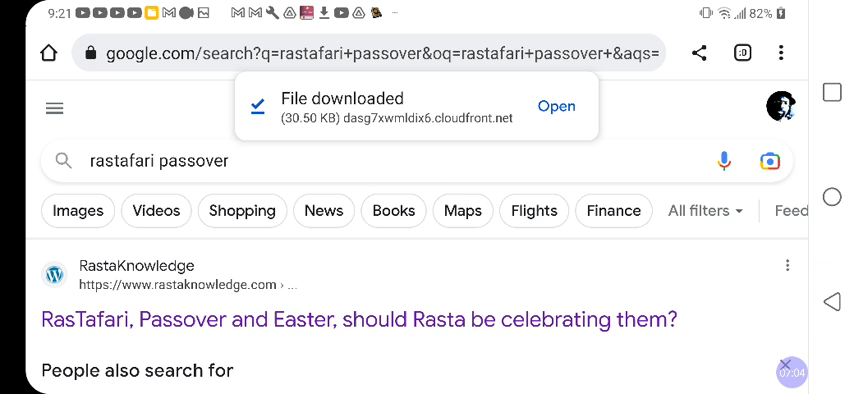 9:21
82%
google.com/search?q=rastafari+passover&oq=rastafari+passover+&aqs=
:D
File downloaded
(30.50 KB) dasg7xwmldix6.cloudfront.net
Open
rastafari passover
Images Videos Shopping News Books Maps Flights Finance All filters Feed
RastaKnowledge
https://www.rastaknowledge.com › ...
RasTafari, Passover and Easter, should Rasta be celebrating them?
People also search for
07:04